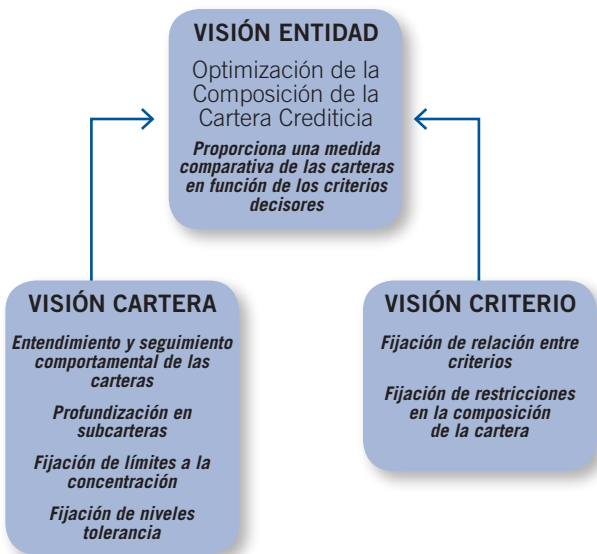 VISIÓN ENTIDAD
Optimización de la
Composición de la
Cartera Crediticia
Proporciona una medida
comparativa de las carteras
en función de los criterios
decisores
VISIÓN CARTERA
Entendimiento y seguimiento
comportamental de las
carteras
Profundización en
subcarteras
Fijación de límites a la
concentración
Fijación de niveles
tolerancia
VISIÓN CRITERIO
Fijación de relación entre
criterios
Fijación de restricciones
en la composición
de la cartera